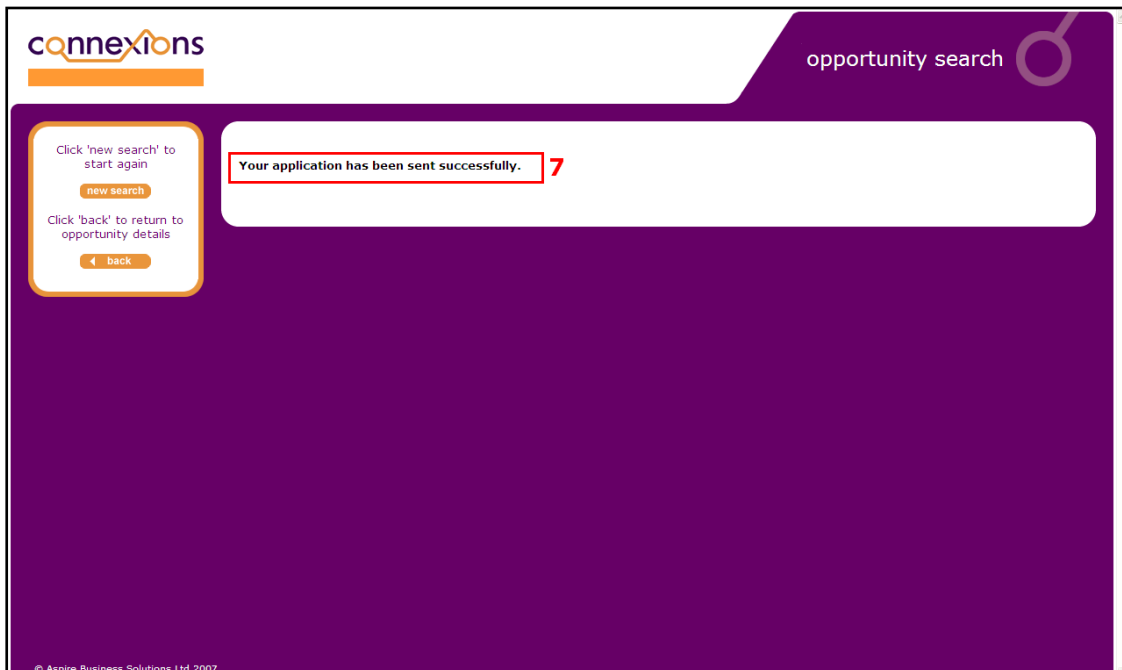 connexions
opportunity search
Click 'new search' to
start again
new search
Click 'back' to return to
opportunity details
back
Your application has been sent successfully.
7
© Aspire Business Solutions Ltd 2007